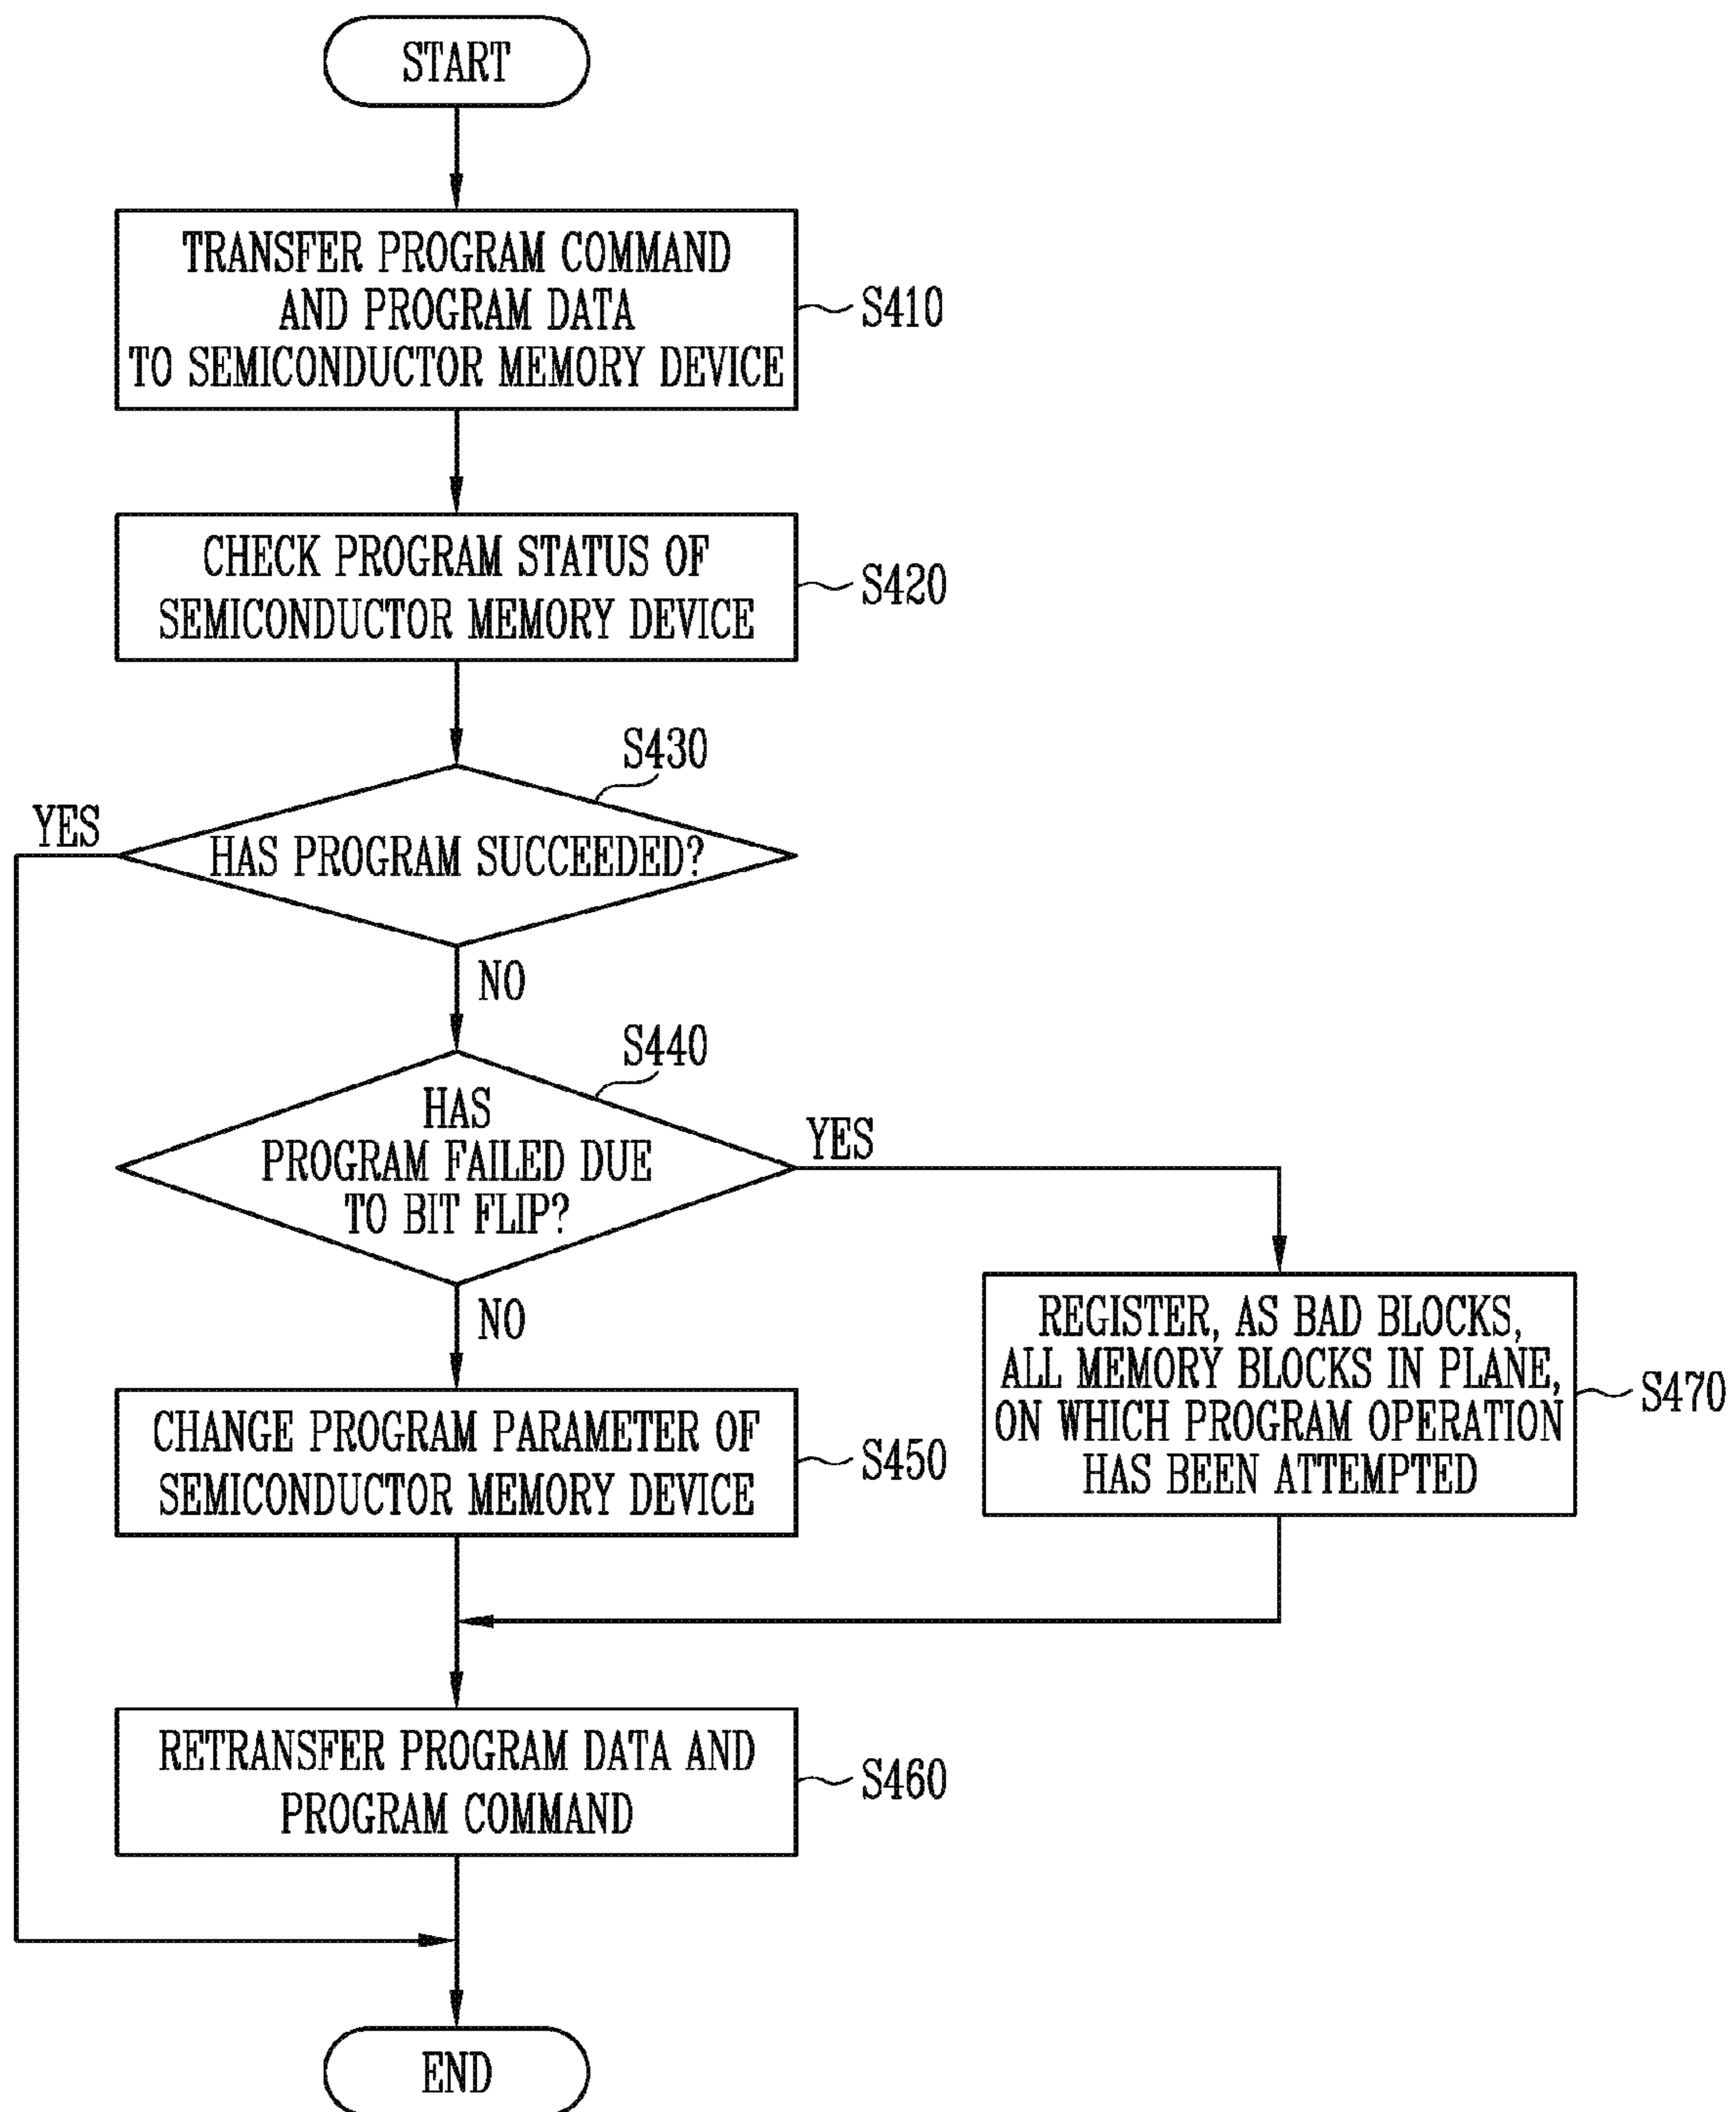 START
TRANSFER PROGRAM COMMAND
AND PROGRAM DATA
TO SEMICONDUCTOR MEMORY DEVICE
S410
CHECK PROGRAM STATUS OF
SEMICONDUCTOR MEMORY DEVICE
S420
S430
YES
HAS PROGRAM SUCCEEDED?
NO
S440
HAS
PROGRAM FAILED DUE
TO BIT FLIP?
YES
NO
REGISTER, AS BAD BLOCKS,
ALL MEMORY BLOCKS IN PLANE,
ON WHICH PROGRAM OPERATION
HAS BEEN ATTEMPTED
S470
CHANGE PROGRAM PARAMETER OF
SEMICONDUCTOR MEMORY DEVICE
S450
RETRANSFER PROGRAM DATA AND
PROGRAM COMMAND
S460
END